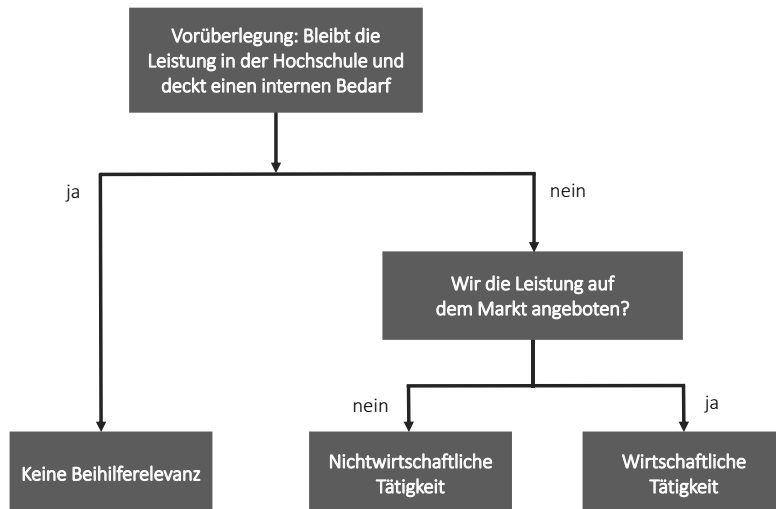 Vorüberlegung: Bleibt die
Leistung in der Hochschule und
deckt einen internen Bedarf
ja
nein
Wir die Leistung auf
dem Markt angeboten?
nein
ja
Keine Beihilferelevanz
Nichtwirtschaftliche
Tätigkeit
Wirtschaftliche
Tätigkeit